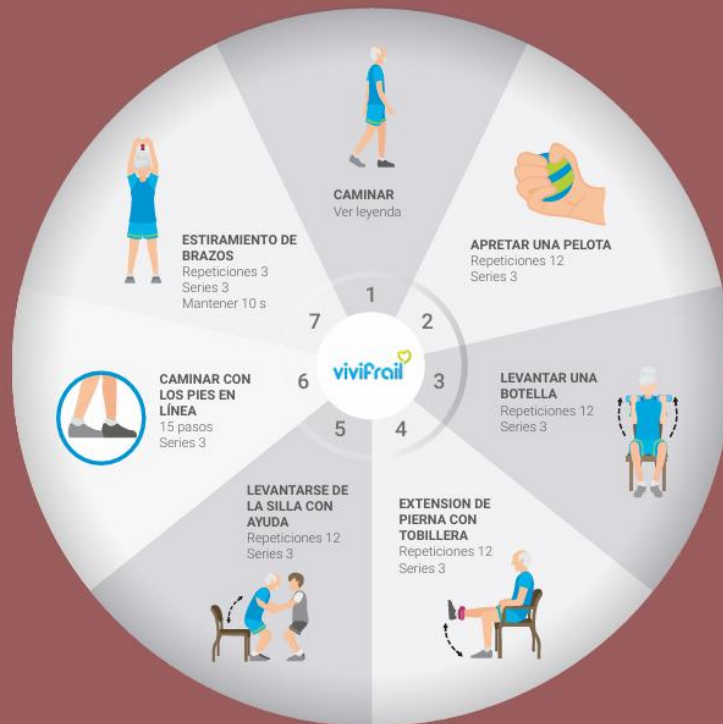 CAMINAR
Ver leyenda
1
APRETAR UNA PELOTA
Repeticiones 12
Series 3
2
LEVANTAR UNA
BOTELLA
Repeticiones 12
Series 3
3
EXTENSION DE
PIERNA CON
TOBILLERA
Repeticiones 12
Series 3
4
LEVANTARSE DE
LA SILLA CON
AYUDA
Repeticiones 12
Series 3
5
CAMINAR CON
LOS PIES EN
LÍNEA
15 pasos
Series 3
6
ESTIRAMIENTO DE
BRAZOS
Repeticiones 3
Series 3
Mantener 10 s
7
vivifrail